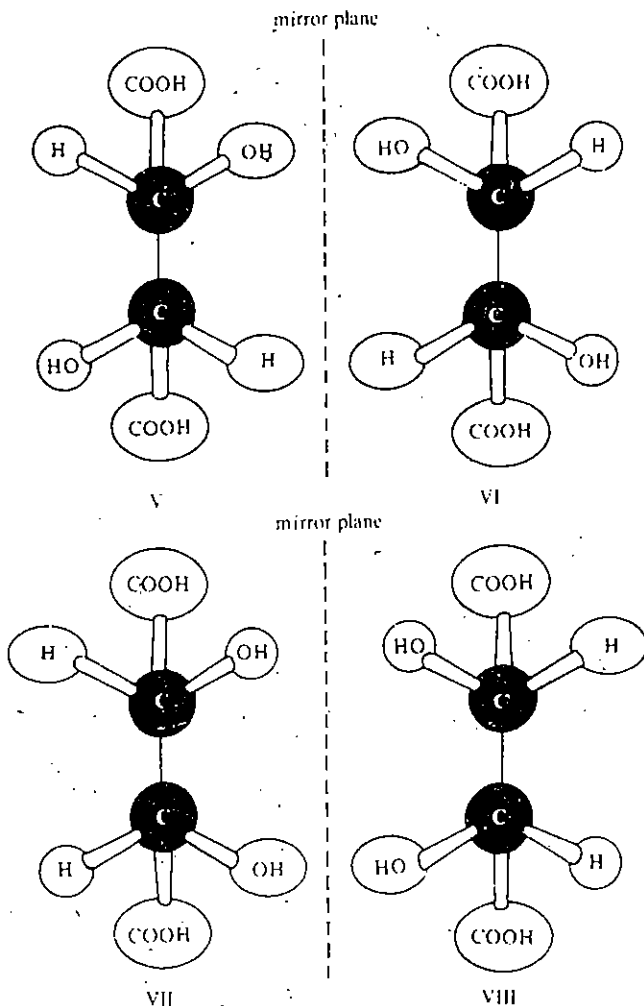 mirror plane
COOH COOH
H OH HO H
C C
C C
HO H H OH
COOH COOH
V VI
mirror plane
COOH COOH
H OH HO H
C C
C C
H OH HO H
COOH COOH
VII VIII